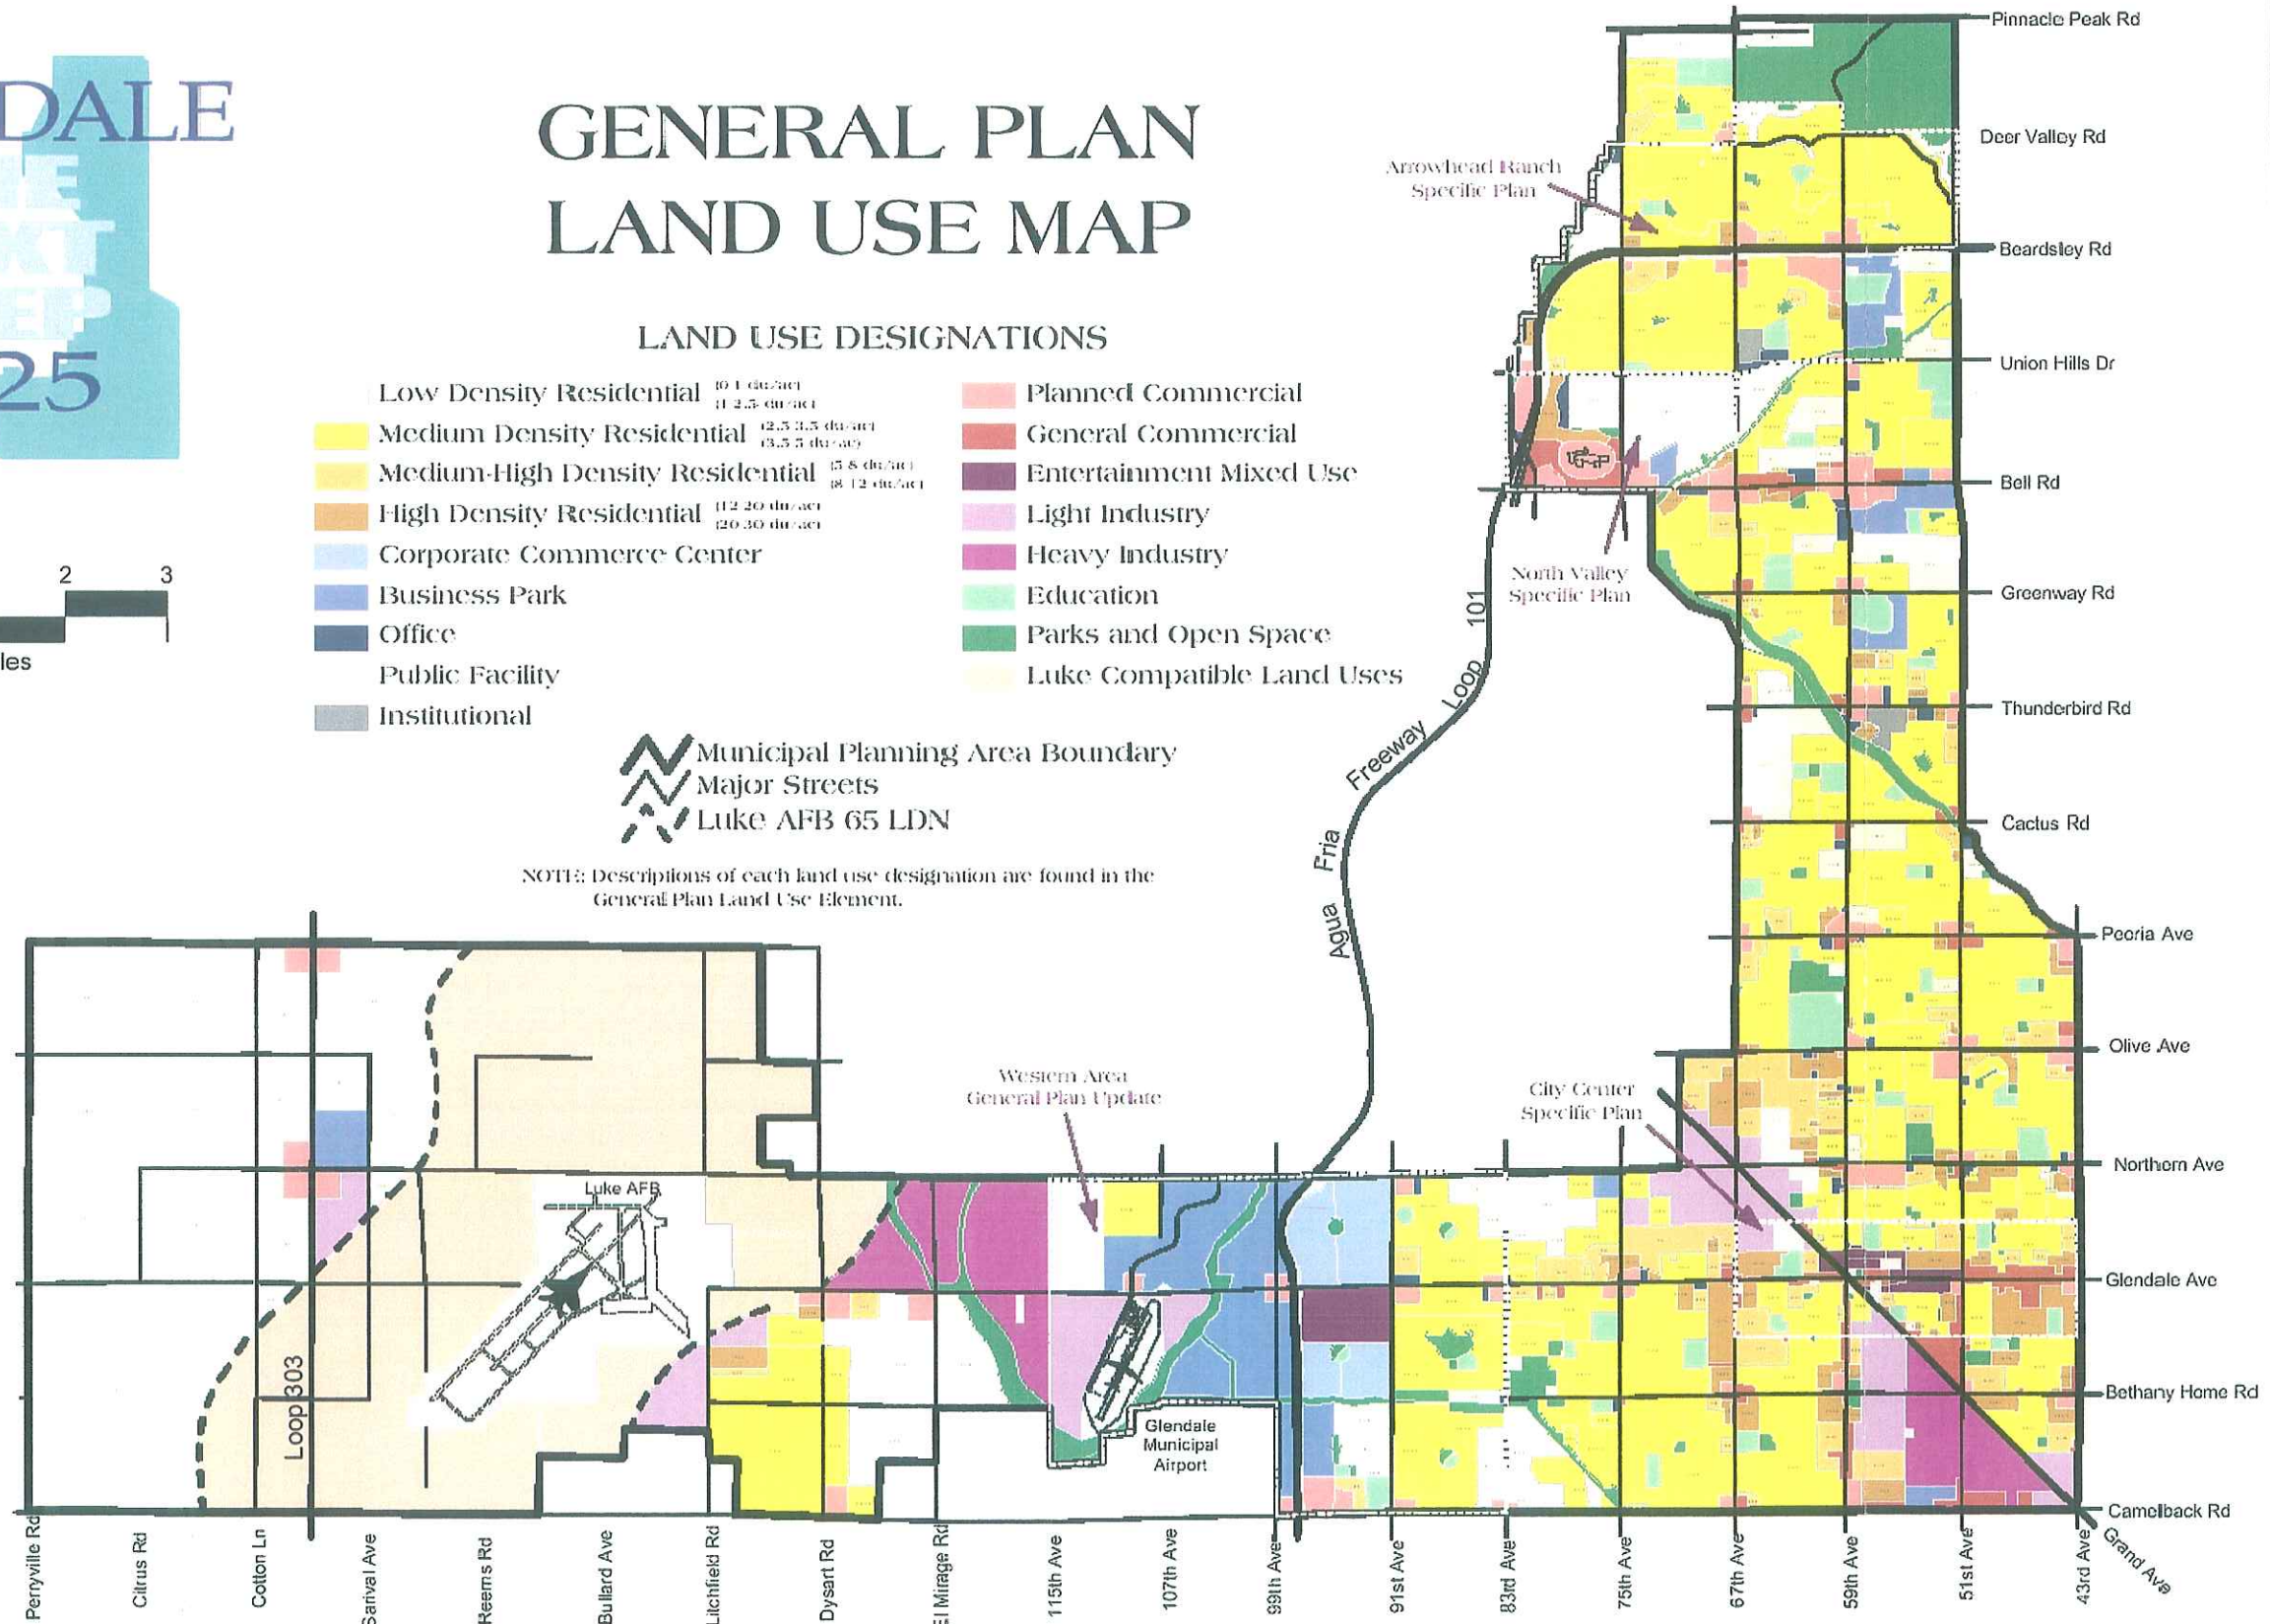 DALE
25
2 3
les
GENERAL PLAN
LAND USE MAP
LAND USE DESIGNATIONS
Low Density Residential
Medium Density Residential
Medium-High Density Residential
High Density Residential
Corporate Commerce Center
Business Park
Office
Public Facility
Institutional
Planned Commercial
General Commercial
Entertainment Mixed Use
Light Industry
Heavy Industry
Education
Parks and Open Space
Luke Compatible Land Uses
Municipal Planning Area Boundary
Major Streets
Luke AFB 65 LDN
NOTE: Descriptions of each land use designation are found in the
General Plan Land Use Element.
Arrowhead Ranch
Specific Plan
North Valley
Specific Plan
Western Area
General Plan Update
City Center
Specific Plan
Agua Fria Freeway Loop 101
Luke AFB
Loop 303
Glendale
Municipal
Airport
Pinnacle Peak Rd
Deer Valley Rd
Beardsley Rd
Union Hills Dr
Bell Rd
Greenway Rd
Thunderbird Rd
Cactus Rd
Peoria Ave
Olive Ave
Northern Ave
Glendale Ave
Bethany Home Rd
Camelback Rd
Grand Ave
Perryville Rd
Citrus Rd
Cotton Ln
Sarival Ave
Reems Rd
Bullard Ave
Litchfield Rd
Dysart Rd
El Mirage Rd
115th Ave
107th Ave
99th Ave
91st Ave
83rd Ave
75th Ave
67th Ave
59th Ave
51st Ave
43rd Ave